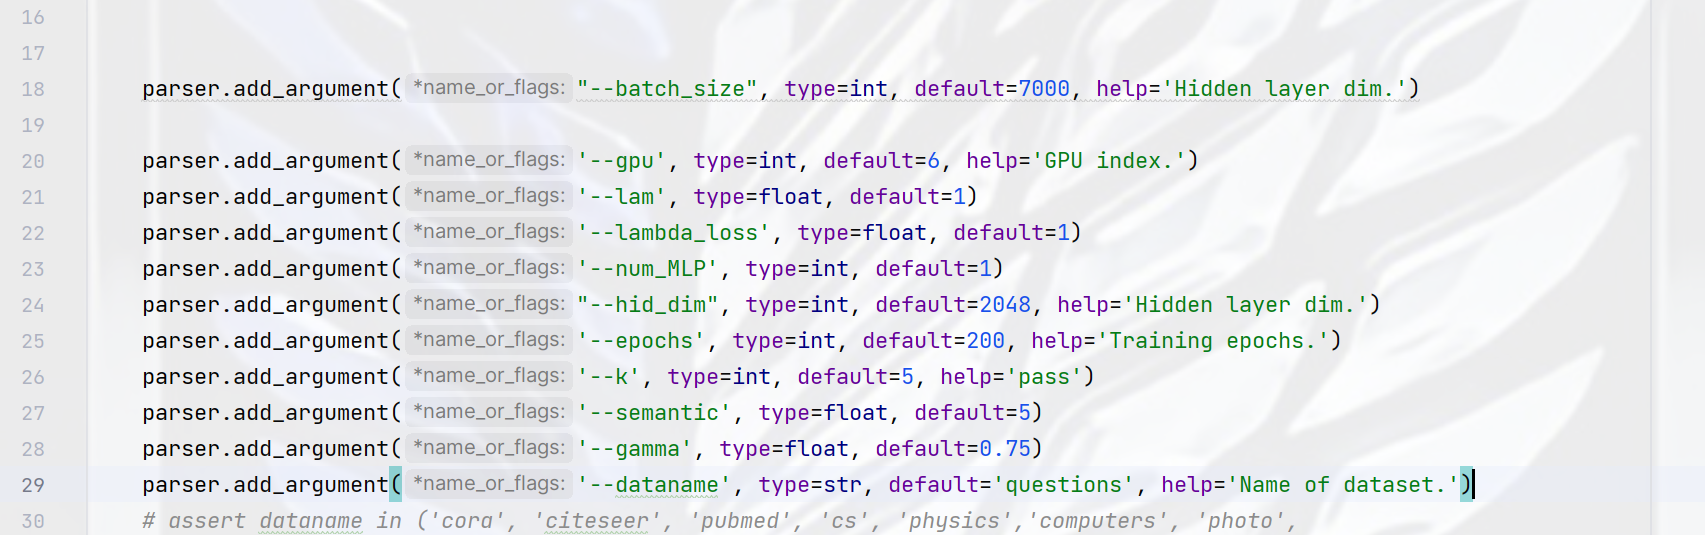 16
17
18 parser.add_argument( *name_or_flags: "--batch_size", type=int, default=7000, help='Hidden layer dim.')
19
20 parser.add_argument( *name_or_flags: '--gpu', type=int, default=6, help='GPU index.')
21 parser.add_argument( *name_or_flags: '--lam', type=float, default=1)
22 parser.add_argument( *name_or_flags: '--lambda_loss', type=float, default=1)
23 parser.add_argument( *name_or_flags: '--num_MLP', type=int, default=1)
24 parser.add_argument( *name_or_flags: "--hid_dim", type=int, default=2048, help='Hidden layer dim.')
25 parser.add_argument( *name_or_flags: '--epochs', type=int, default=200, help='Training epochs.')
26 parser.add_argument( *name_or_flags: '--k', type=int, default=5, help='pass')
27 parser.add_argument( *name_or_flags: '--semantic', type=float, default=5)
28 parser.add_argument( *name_or_flags: '--gamma', type=float, default=0.75)
29 parser.add_argument( *name_or_flags: '--dataname', type=str, default='questions', help='Name of dataset.')
30 # assert dataname in ('cora', 'citeseer', 'pubmed', 'cs', 'physics','computers', 'photo',